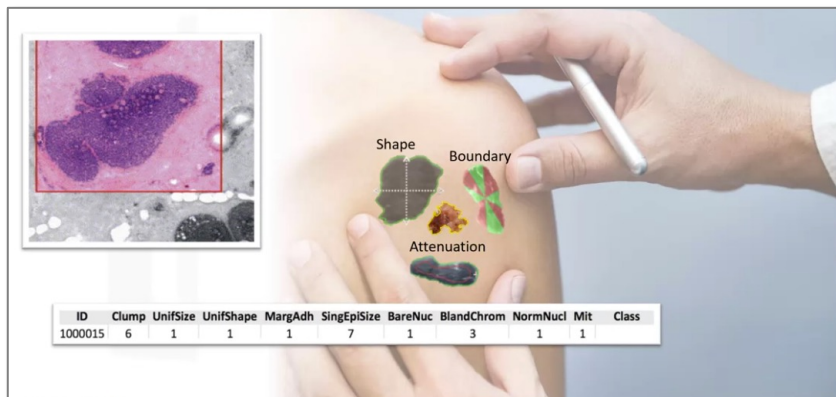 Shape
Boundary
Attenuation
ID Clump UnifSize UnifShape MargAdh SingEpiSize BareNuc BlandChrom NormNucl Mit Class
1000015 6 1 1 1 7 1 3 1 1